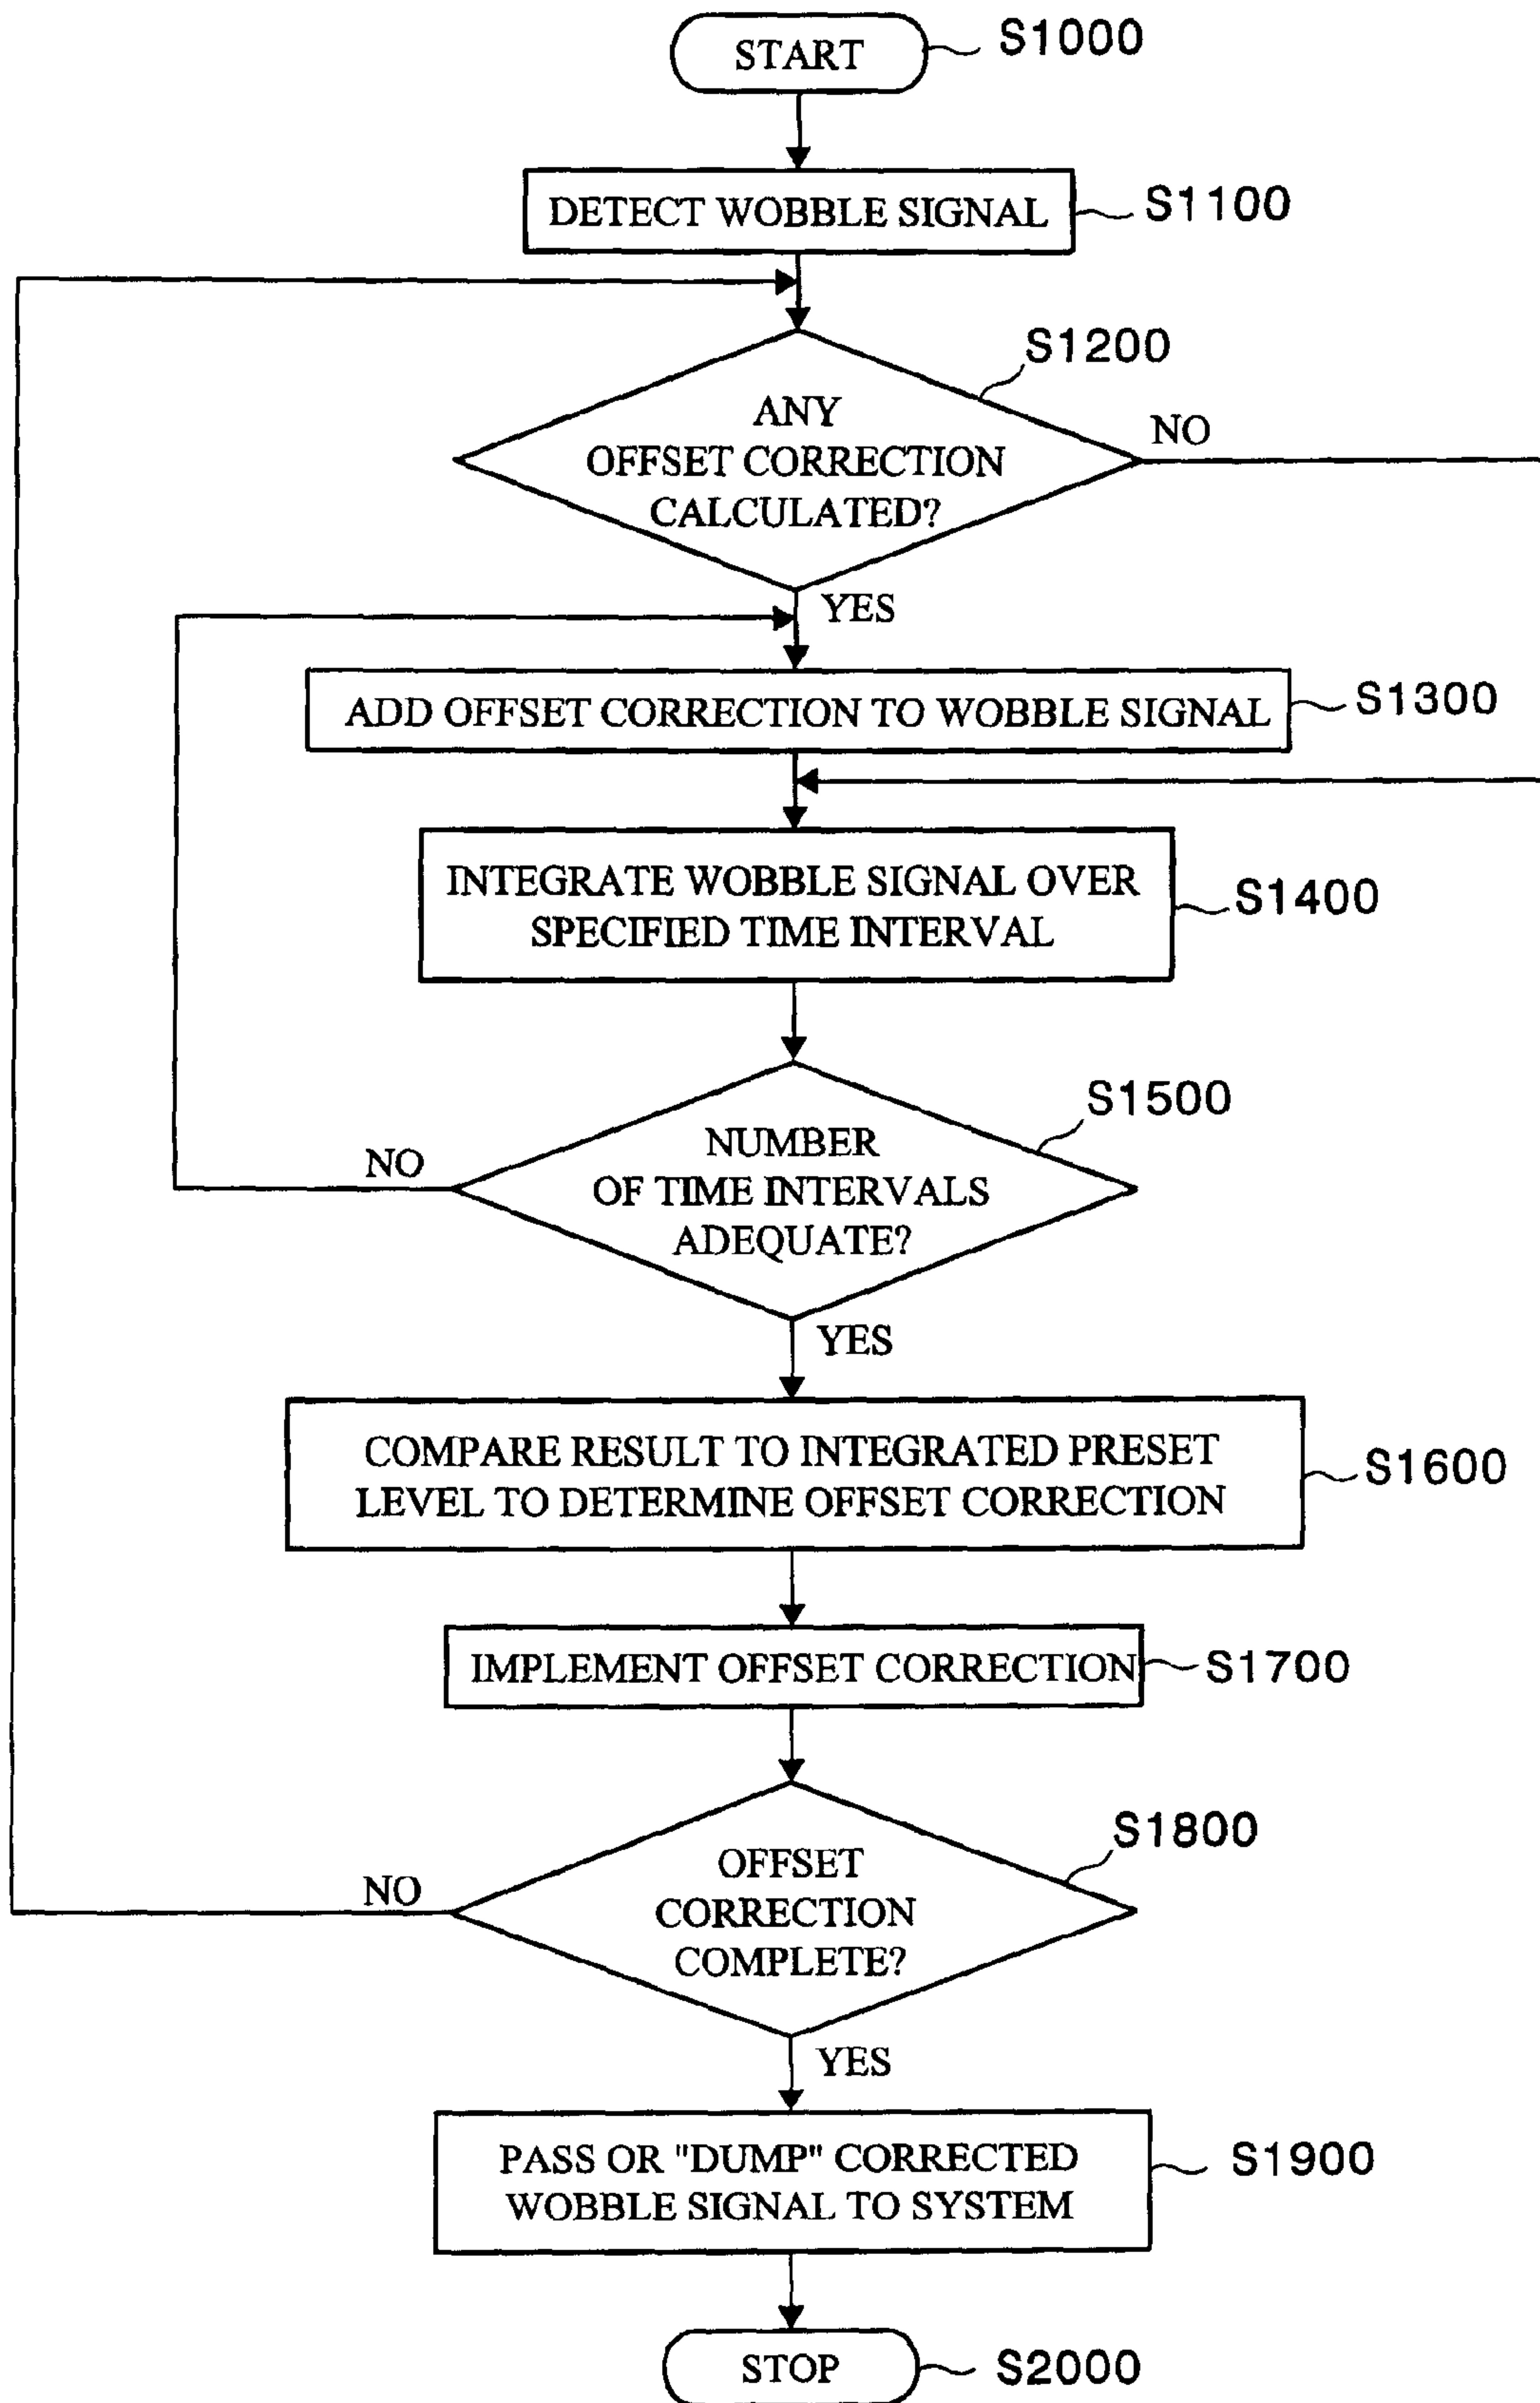 START
S1000
DETECT WOBBLE SIGNAL
S1100
S1200
ANY
OFFSET CORRECTION
CALCULATED?
NO
YES
ADD OFFSET CORRECTION TO WOBBLE SIGNAL
S1300
INTEGRATE WOBBLE SIGNAL OVER
SPECIFIED TIME INTERVAL
S1400
S1500
NUMBER
OF TIME INTERVALS
ADEQUATE?
NO
YES
COMPARE RESULT TO INTEGRATED PRESET
LEVEL TO DETERMINE OFFSET CORRECTION
S1600
IMPLEMENT OFFSET CORRECTION
S1700
S1800
OFFSET
CORRECTION
COMPLETE?
NO
YES
PASS OR "DUMP" CORRECTED
WOBBLE SIGNAL TO SYSTEM
S1900
STOP
S2000